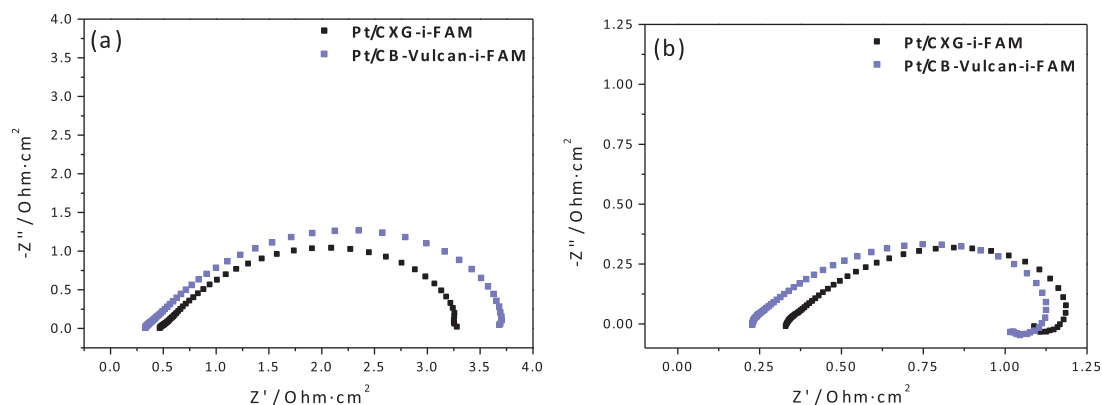 (a)
Pt/CXG-i-FAM
Pt/CB-Vulcan-i-FAM
4.0
3.5
3.0
2.5
2.0
1.5
1.0
0.5
0.0
-Z'' / Ohm·cm²
0.0 0.5 1.0 1.5 2.0 2.5 3.0 3.5 4.0
Z' / Ohm·cm²
(b)
Pt/CXG-i-FAM
Pt/CB-Vulcan-i-FAM
1.25
1.00
0.75
0.50
0.25
0.00
-Z'' / Ohm·cm²
0.00 0.25 0.50 0.75 1.00 1.25
Z' / Ohm·cm²